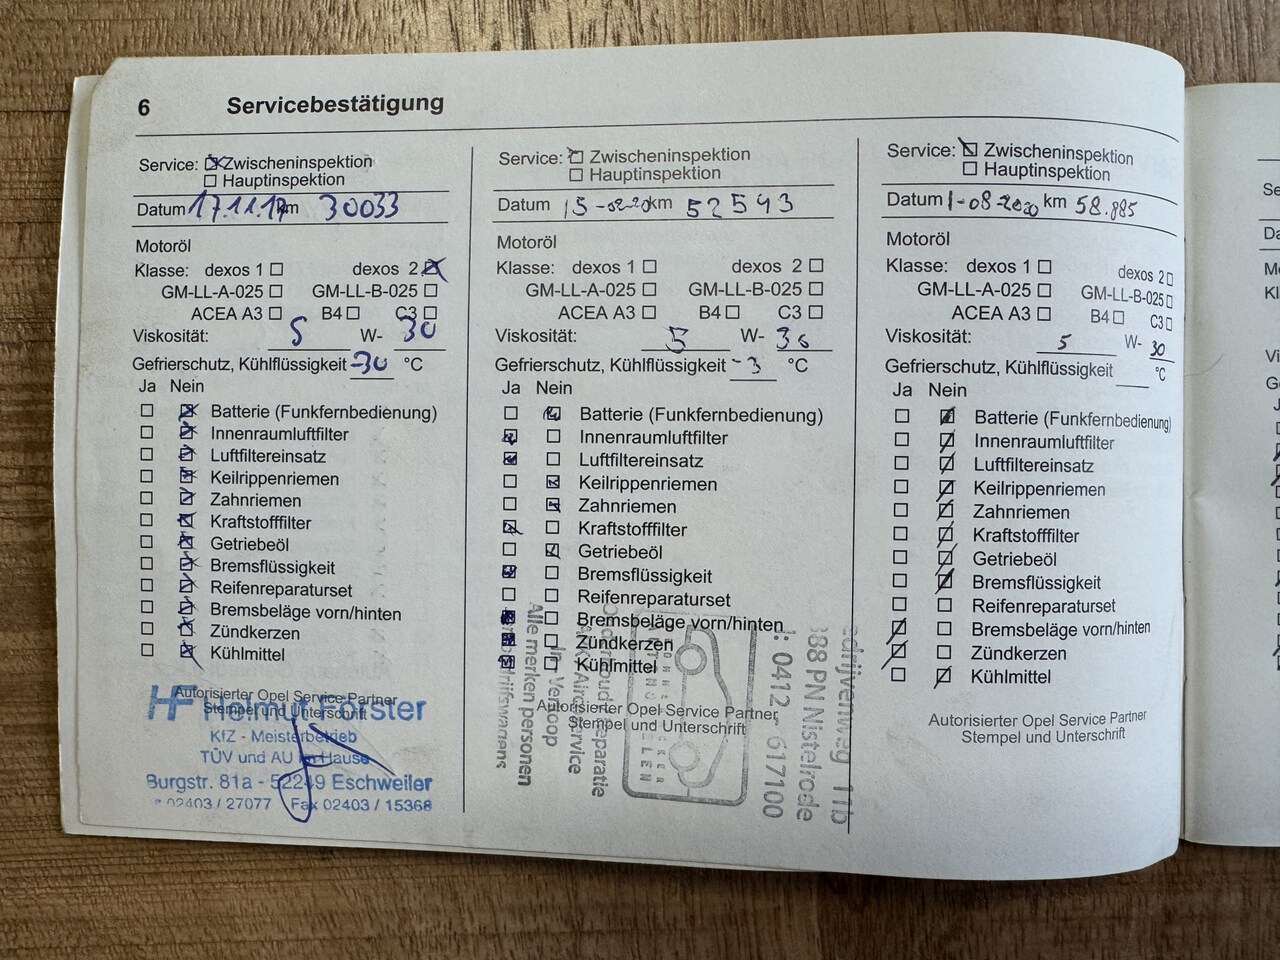 6 Servicebestätigung
Service: Zwischeninspektion
Hauptinspektion
Datum 17.11.17 km 30033
Motoröl
Klasse: dexos 1 dexos 2
GM-LL-A-025 GM-LL-B-025
ACEA A3 B4 C3
Viskosität: 5 W- 30
Gefrierschutz, Kühlflüssigkeit -30 °C
Ja Nein
Batterie (Funkfernbedienung)
Innenraumluftfilter
Luftfiltereinsatz
Keilrippenriemen
Zahnriemen
Kraftstofffilter
Getriebeöl
Bremsflüssigkeit
Reifenreparaturset
Bremsbeläge vorn/hinten
Zündkerzen
Kühlmittel
Autorisierter Opel Service Partner
Stempel und Unterschrift
HF Helmut Förster
KfZ - Meisterbetrieb
TÜV und AU im Hause
Burgstr. 81a - 52249 Eschweiler
02403 / 27077 Fax 02403 / 15368
Service: Zwischeninspektion
Hauptinspektion
Datum 15-02-20 km 52543
Motoröl
Klasse: dexos 1 dexos 2
GM-LL-A-025 GM-LL-B-025
ACEA A3 B4 C3
Viskosität: 5 W- 30
Gefrierschutz, Kühlflüssigkeit -3 °C
Ja Nein
Batterie (Funkfernbedienung)
Innenraumluftfilter
Luftfiltereinsatz
Keilrippenriemen
Zahnriemen
Kraftstofffilter
Getriebeöl
Bremsflüssigkeit
Reifenreparaturset
Bremsbeläge vorn/hinten
Zündkerzen
Kühlmittel
Autorisierter Opel Service Partner
Stempel und Unterschrift
11b
88 PN Nistelrode
: 0412 - 617100
Airco service
Verkoop
Alle merken personen
Service: Zwischeninspektion
Hauptinspektion
Datum 1-08-2020 km 58.885
Motoröl
Klasse: dexos 1 dexos 2
GM-LL-A-025 GM-LL-B-025
ACEA A3 B4 C3
Viskosität: 5 W- 30
Gefrierschutz, Kühlflüssigkeit °C
Ja Nein
Batterie (Funkfernbedienung)
Innenraumluftfilter
Luftfiltereinsatz
Keilrippenriemen
Zahnriemen
Kraftstofffilter
Getriebeöl
Bremsflüssigkeit
Reifenreparaturset
Bremsbeläge vorn/hinten
Zündkerzen
Kühlmittel
Autorisierter Opel Service Partner
Stempel und Unterschrift